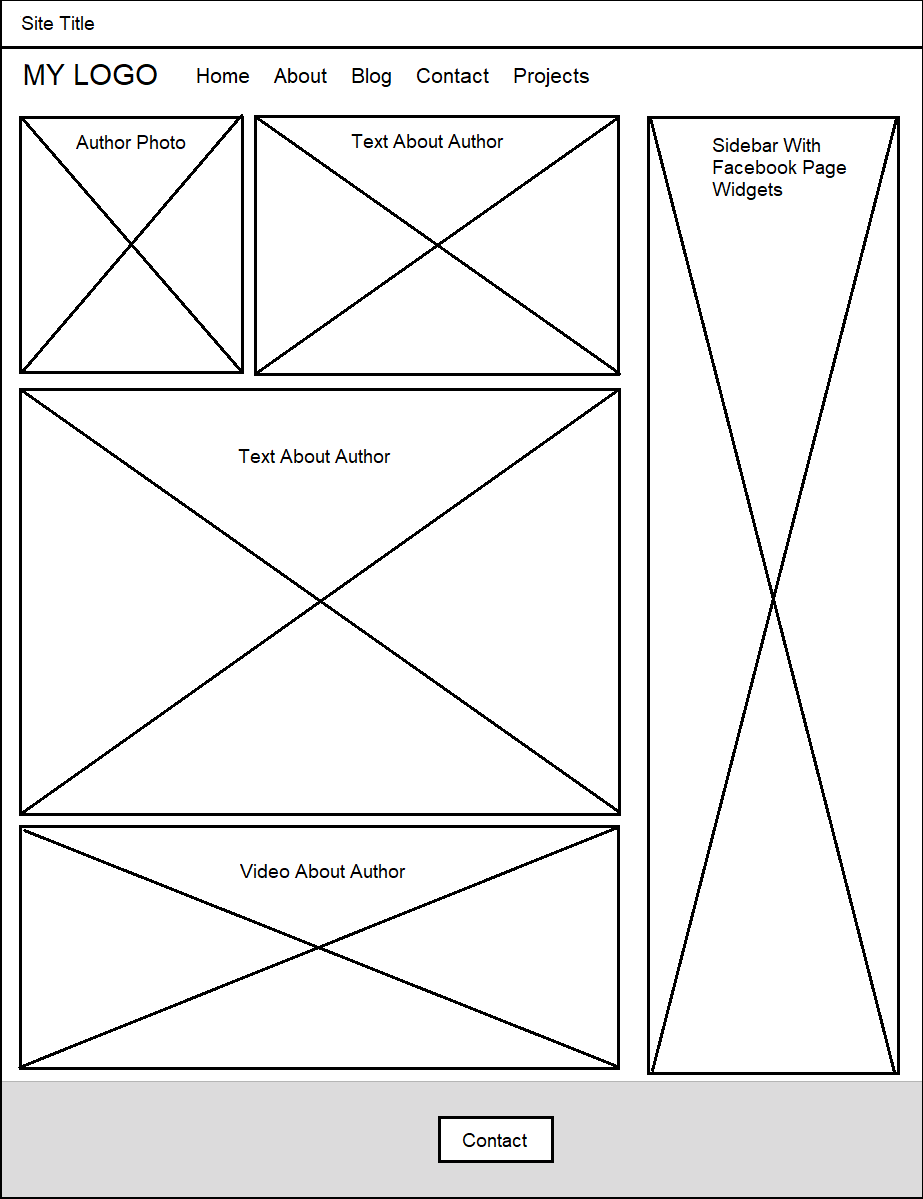 Site Title
MY LOGO Home About Blog Contact Projects
Author Photo
Text About Author
Sidebar With
Facebook Page
Widgets
Text About Author
Video About Author
Contact